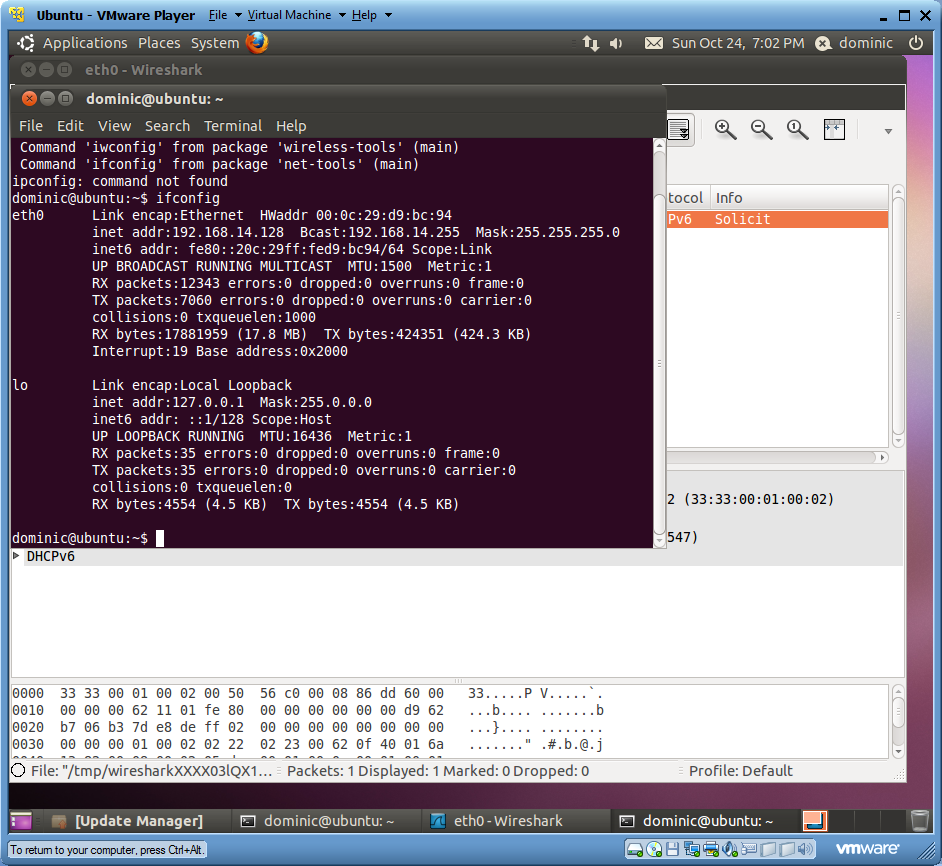 Ubuntu - VMware Player File Virtual Machine Help
Applications Places System Sun Oct 24, 7:02 PM dominic
eth0 - Wireshark
dominic@ubuntu: ~
File Edit View Search Terminal Help
Command 'iwconfig' from package 'wireless-tools' (main)
Command 'ifconfig' from package 'net-tools' (main)
ipconfig: command not found
dominic@ubuntu:~$ ifconfig
eth0 Link encap:Ethernet HWaddr 00:0c:29:d9:bc:94
inet addr:192.168.14.128 Bcast:192.168.14.255 Mask:255.255.255.0
inet6 addr: fe80::20c:29ff:fed9:bc94/64 Scope:Link
UP BROADCAST RUNNING MULTICAST MTU:1500 Metric:1
RX packets:12343 errors:0 dropped:0 overruns:0 frame:0
TX packets:7060 errors:0 dropped:0 overruns:0 carrier:0
collisions:0 txqueuelen:1000
RX bytes:17881959 (17.8 MB) TX bytes:424351 (424.3 KB)
Interrupt:19 Base address:0x2000
lo Link encap:Local Loopback
inet addr:127.0.0.1 Mask:255.0.0.0
inet6 addr: ::1/128 Scope:Host
UP LOOPBACK RUNNING MTU:16436 Metric:1
RX packets:35 errors:0 dropped:0 overruns:0 frame:0
TX packets:35 errors:0 dropped:0 overruns:0 carrier:0
collisions:0 txqueuelen:0
RX bytes:4554 (4.5 KB) TX bytes:4554 (4.5 KB)
dominic@ubuntu:~$
tocol Info
Pv6 Solicit
2 (33:33:00:01:00:02)
547)
DHCPv6
0000 33 33 00 01 00 02 00 50 56 c0 00 08 86 dd 60 00 33.....P V.....`.
0010 00 00 00 62 11 01 fe 80 00 00 00 00 00 00 d9 62 ...b.... .......b
0020 b7 06 b3 7d e8 de ff 02 00 00 00 00 00 00 00 00 ...}.... ........
0030 00 00 00 01 00 02 02 22 02 23 00 62 0f 40 01 6a ......." .#.b.@.j
File: "/tmp/wiresharkXXXX03lQX1... Packets: 1 Displayed: 1 Marked: 0 Dropped: 0 Profile: Default
[Update Manager] dominic@ubuntu: ~ eth0 - Wireshark dominic@ubuntu: ~
To return to your computer, press Ctrl+Alt. vmware